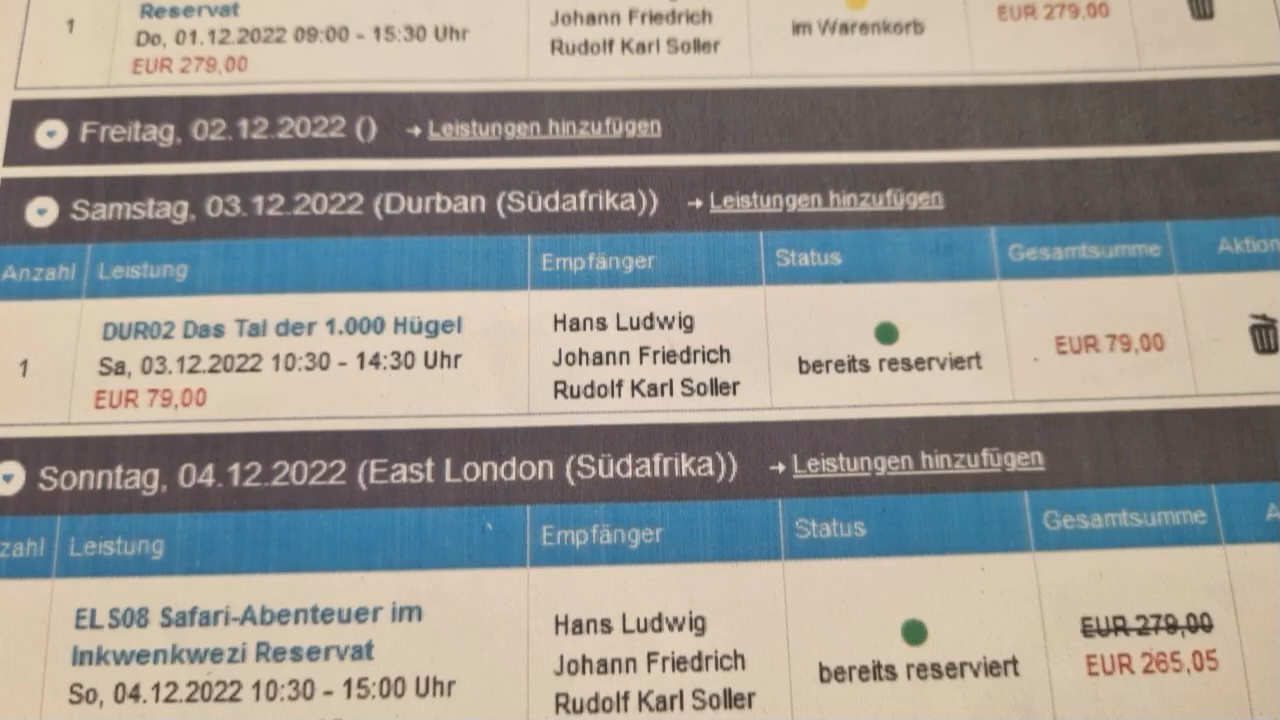 Reservat
1
Do, 01.12.2022 09:00 - 15:30 Uhr
EUR 279,00
Johann Friedrich
Rudolf Karl Soller
im Warenkorb
EUR 279,00
Freitag, 02.12.2022 () → Leistungen hinzufügen
Samstag, 03.12.2022 (Durban (Südafrika)) → Leistungen hinzufügen
Anzahl Leistung Empfänger Status Gesamtsumme Aktion
1
DUR02 Das Tal der 1.000 Hügel
Sa, 03.12.2022 10:30 - 14:30 Uhr
EUR 79,00
Hans Ludwig
Johann Friedrich
Rudolf Karl Soller
bereits reserviert
EUR 79,00
Sonntag, 04.12.2022 (East London (Südafrika)) → Leistungen hinzufügen
zahl Leistung Empfänger Status Gesamtsumme A
ELS08 Safari-Abenteuer im
Inkwenkwezi Reservat
So, 04.12.2022 10:30 - 15:00 Uhr
Hans Ludwig
Johann Friedrich
Rudolf Karl Soller
bereits reserviert
EUR 279,00
EUR 265,05